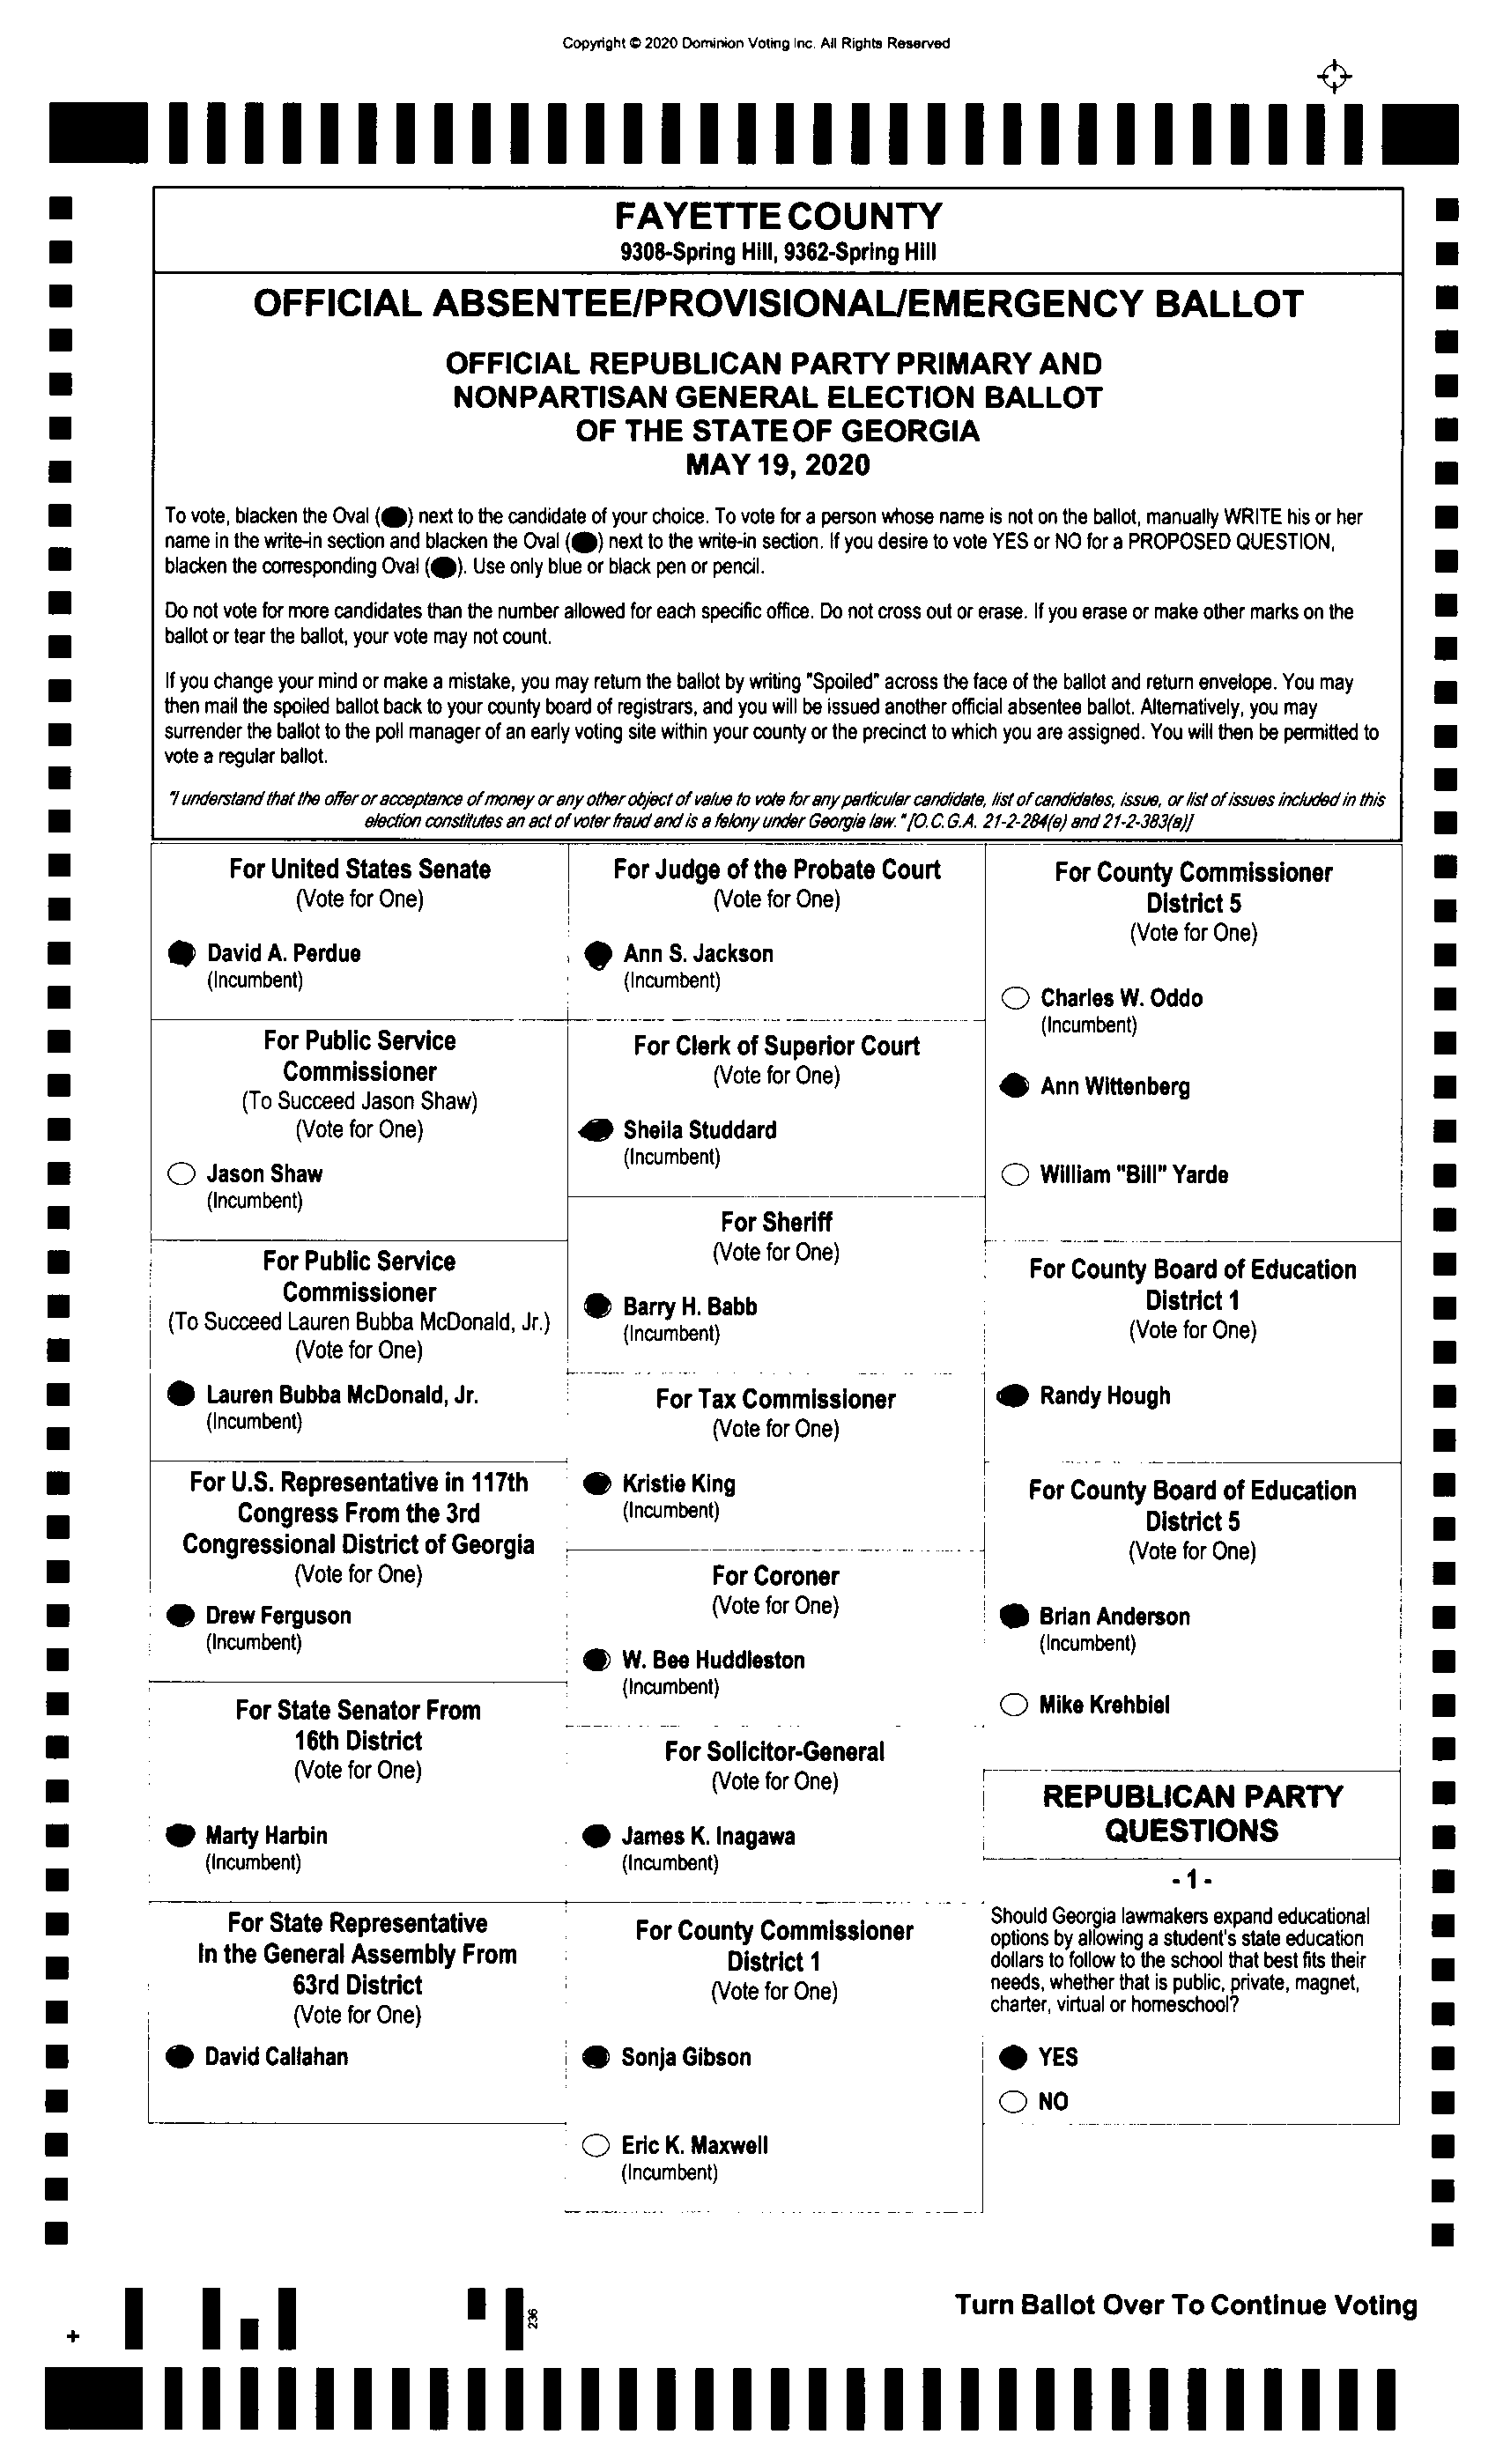 Copyright © 2020 Dominion Voting Inc. All Rights Reserved
FAYETTE COUNTY
9308-Spring Hill, 9362-Spring Hill
OFFICIAL ABSENTEE/PROVISIONAL/EMERGENCY BALLOT
OFFICIAL REPUBLICAN PARTY PRIMARY AND
NONPARTISAN GENERAL ELECTION BALLOT
OF THE STATE OF GEORGIA
MAY 19, 2020
To vote, blacken the Oval (●) next to the candidate of your choice. To vote for a person whose name is not on the ballot, manually WRITE his or her
name in the write-in section and blacken the Oval (●) next to the write-in section. If you desire to vote YES or NO for a PROPOSED QUESTION,
blacken the corresponding Oval (●). Use only blue or black pen or pencil.
Do not vote for more candidates than the number allowed for each specific office. Do not cross out or erase. If you erase or make other marks on the
ballot or tear the ballot, your vote may not count.
If you change your mind or make a mistake, you may return the ballot by writing "Spoiled" across the face of the ballot and return envelope. You may
then mail the spoiled ballot back to your county board of registrars, and you will be issued another official absentee ballot. Alternatively, you may
surrender the ballot to the poll manager of an early voting site within your county or the precinct to which you are assigned. You will then be permitted to
vote a regular ballot.
"I understand that the offer or acceptance of money or any other object of value to vote for any particular candidate, list of candidates, issue, or list of issues included in this
election constitutes an act of voter fraud and is a felony under Georgia law." [O.C.G.A. 21-2-284(e) and 21-2-383(a)]
For United States Senate
(Vote for One)
David A. Perdue
(Incumbent)
For Public Service
Commissioner
(To Succeed Jason Shaw)
(Vote for One)
Jason Shaw
(Incumbent)
For Public Service
Commissioner
(To Succeed Lauren Bubba McDonald, Jr.)
(Vote for One)
Lauren Bubba McDonald, Jr.
(Incumbent)
For U.S. Representative in 117th
Congress From the 3rd
Congressional District of Georgia
(Vote for One)
Drew Ferguson
(Incumbent)
For State Senator From
16th District
(Vote for One)
Marty Harbin
(Incumbent)
For State Representative
In the General Assembly From
63rd District
(Vote for One)
David Callahan
For Judge of the Probate Court
(Vote for One)
Ann S. Jackson
(Incumbent)
For Clerk of Superior Court
(Vote for One)
Sheila Studdard
(Incumbent)
For Sheriff
(Vote for One)
Barry H. Babb
(Incumbent)
For Tax Commissioner
(Vote for One)
Kristie King
(Incumbent)
For Coroner
(Vote for One)
W. Bee Huddleston
(Incumbent)
For Solicitor-General
(Vote for One)
James K. Inagawa
(Incumbent)
For County Commissioner
District 1
(Vote for One)
Sonja Gibson
Eric K. Maxwell
(Incumbent)
For County Commissioner
District 5
(Vote for One)
Charles W. Oddo
(Incumbent)
Ann Wittenberg
William "Bill" Yarde
For County Board of Education
District 1
(Vote for One)
Randy Hough
For County Board of Education
District 5
(Vote for One)
Brian Anderson
(Incumbent)
Mike Krehbiel
REPUBLICAN PARTY
QUESTIONS
- 1 -
Should Georgia lawmakers expand educational
options by allowing a student's state education
dollars to follow to the school that best fits their
needs, whether that is public, private, magnet,
charter, virtual or homeschool?
YES
NO
Turn Ballot Over To Continue Voting
236